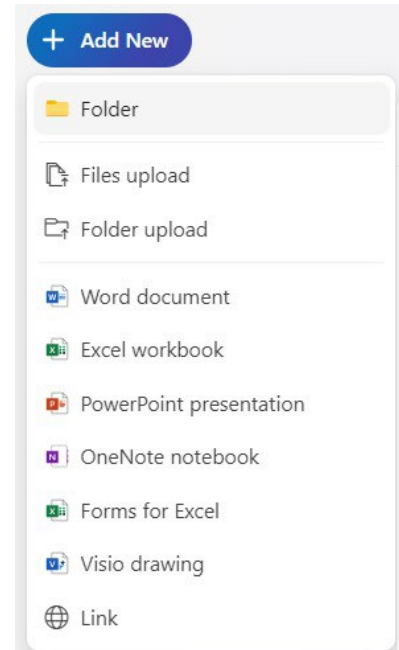 Add New
Folder
Files upload
Folder upload
Word document
Excel workbook
PowerPoint presentation
OneNote notebook
Forms for Excel
Visio drawing
Link